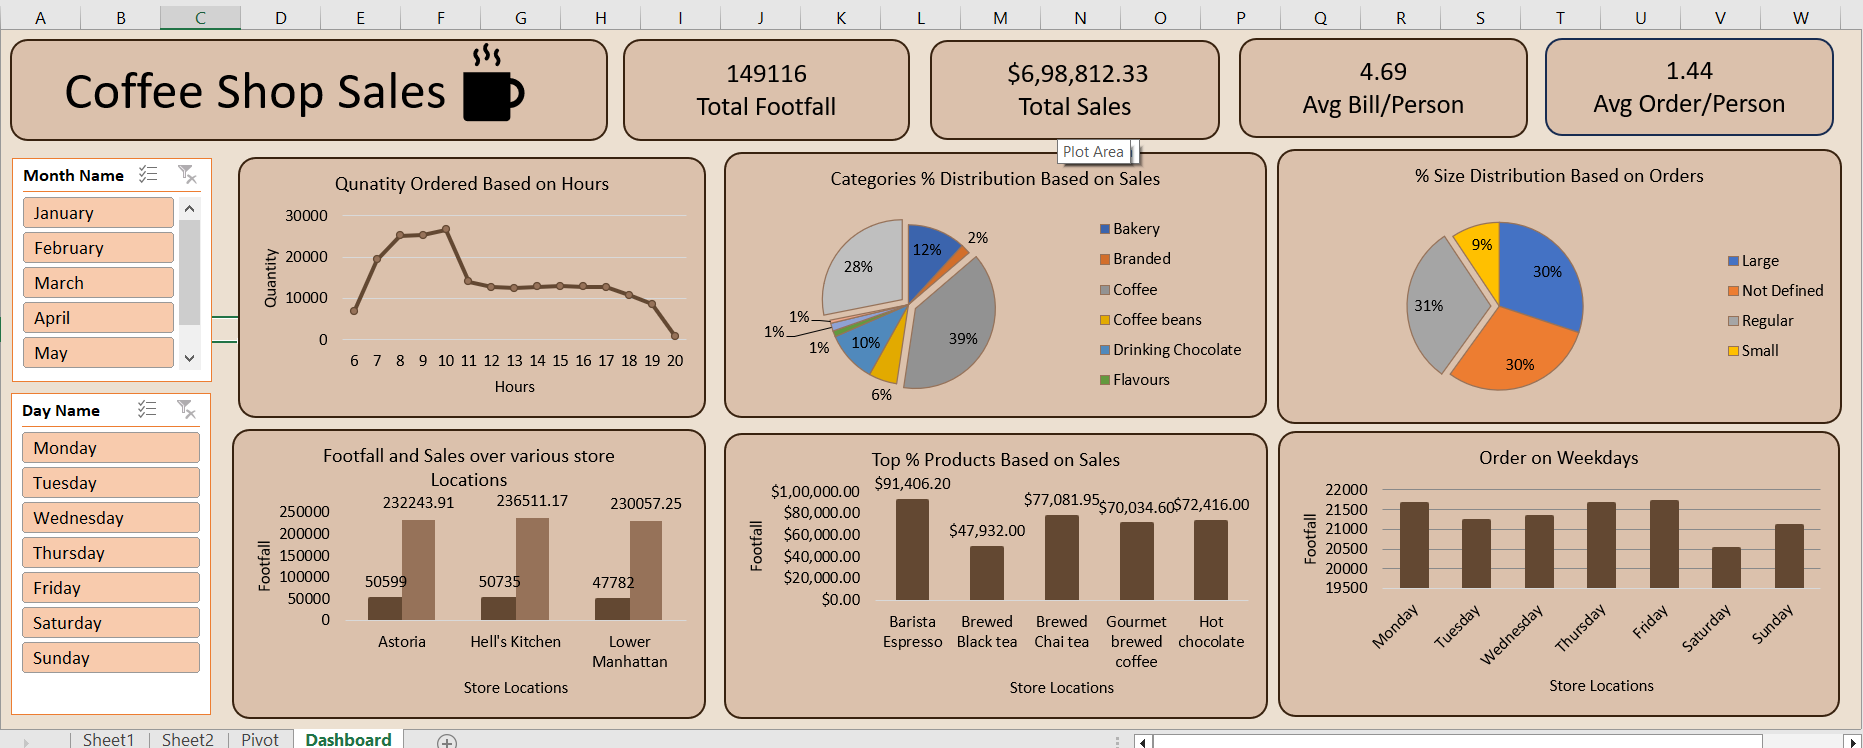 A B C D E F G H I J K L M N O P Q R S T U V W
Coffee Shop Sales
149116
Total Footfall
$6,98,812.33
Total Sales
4.69
Avg Bill/Person
1.44
Avg Order/Person
Plot Area
Month Name
January
February
March
April
May
Day Name
Monday
Tuesday
Wednesday
Thursday
Friday
Saturday
Sunday
Qunatity Ordered Based on Hours
30000
20000
10000
0
Quantity
6 7 8 9 10 11 12 13 14 15 16 17 18 19 20
Hours
Categories % Distribution Based on Sales
12%
2%
28%
39%
1%
1%
1%
10%
6%
Bakery
Branded
Coffee
Coffee beans
Drinking Chocolate
Flavours
% Size Distribution Based on Orders
9%
30%
31%
30%
Large
Not Defined
Regular
Small
Footfall and Sales over various store
Locations
232243.91 236511.17 230057.25
250000
200000
150000
100000
50000
0
Footfall
50599 50735 47782
Astoria Hell's Kitchen Lower
Manhattan
Store Locations
Top % Products Based on Sales
$1,00,000.00
$80,000.00
$60,000.00
$40,000.00
$20,000.00
$0.00
Footfall
$91,406.20
$47,932.00
$77,081.95
$70,034.60
$72,416.00
Barista Brewed Brewed Gourmet Hot
Espresso Black tea Chai tea brewed chocolate
coffee
Store Locations
Order on Weekdays
22000
21500
21000
20500
20000
19500
Footfall
Monday
Tuesday
Wednesday
Thursday
Friday
Saturday
Sunday
Store Locations
Sheet1 Sheet2 Pivot Dashboard